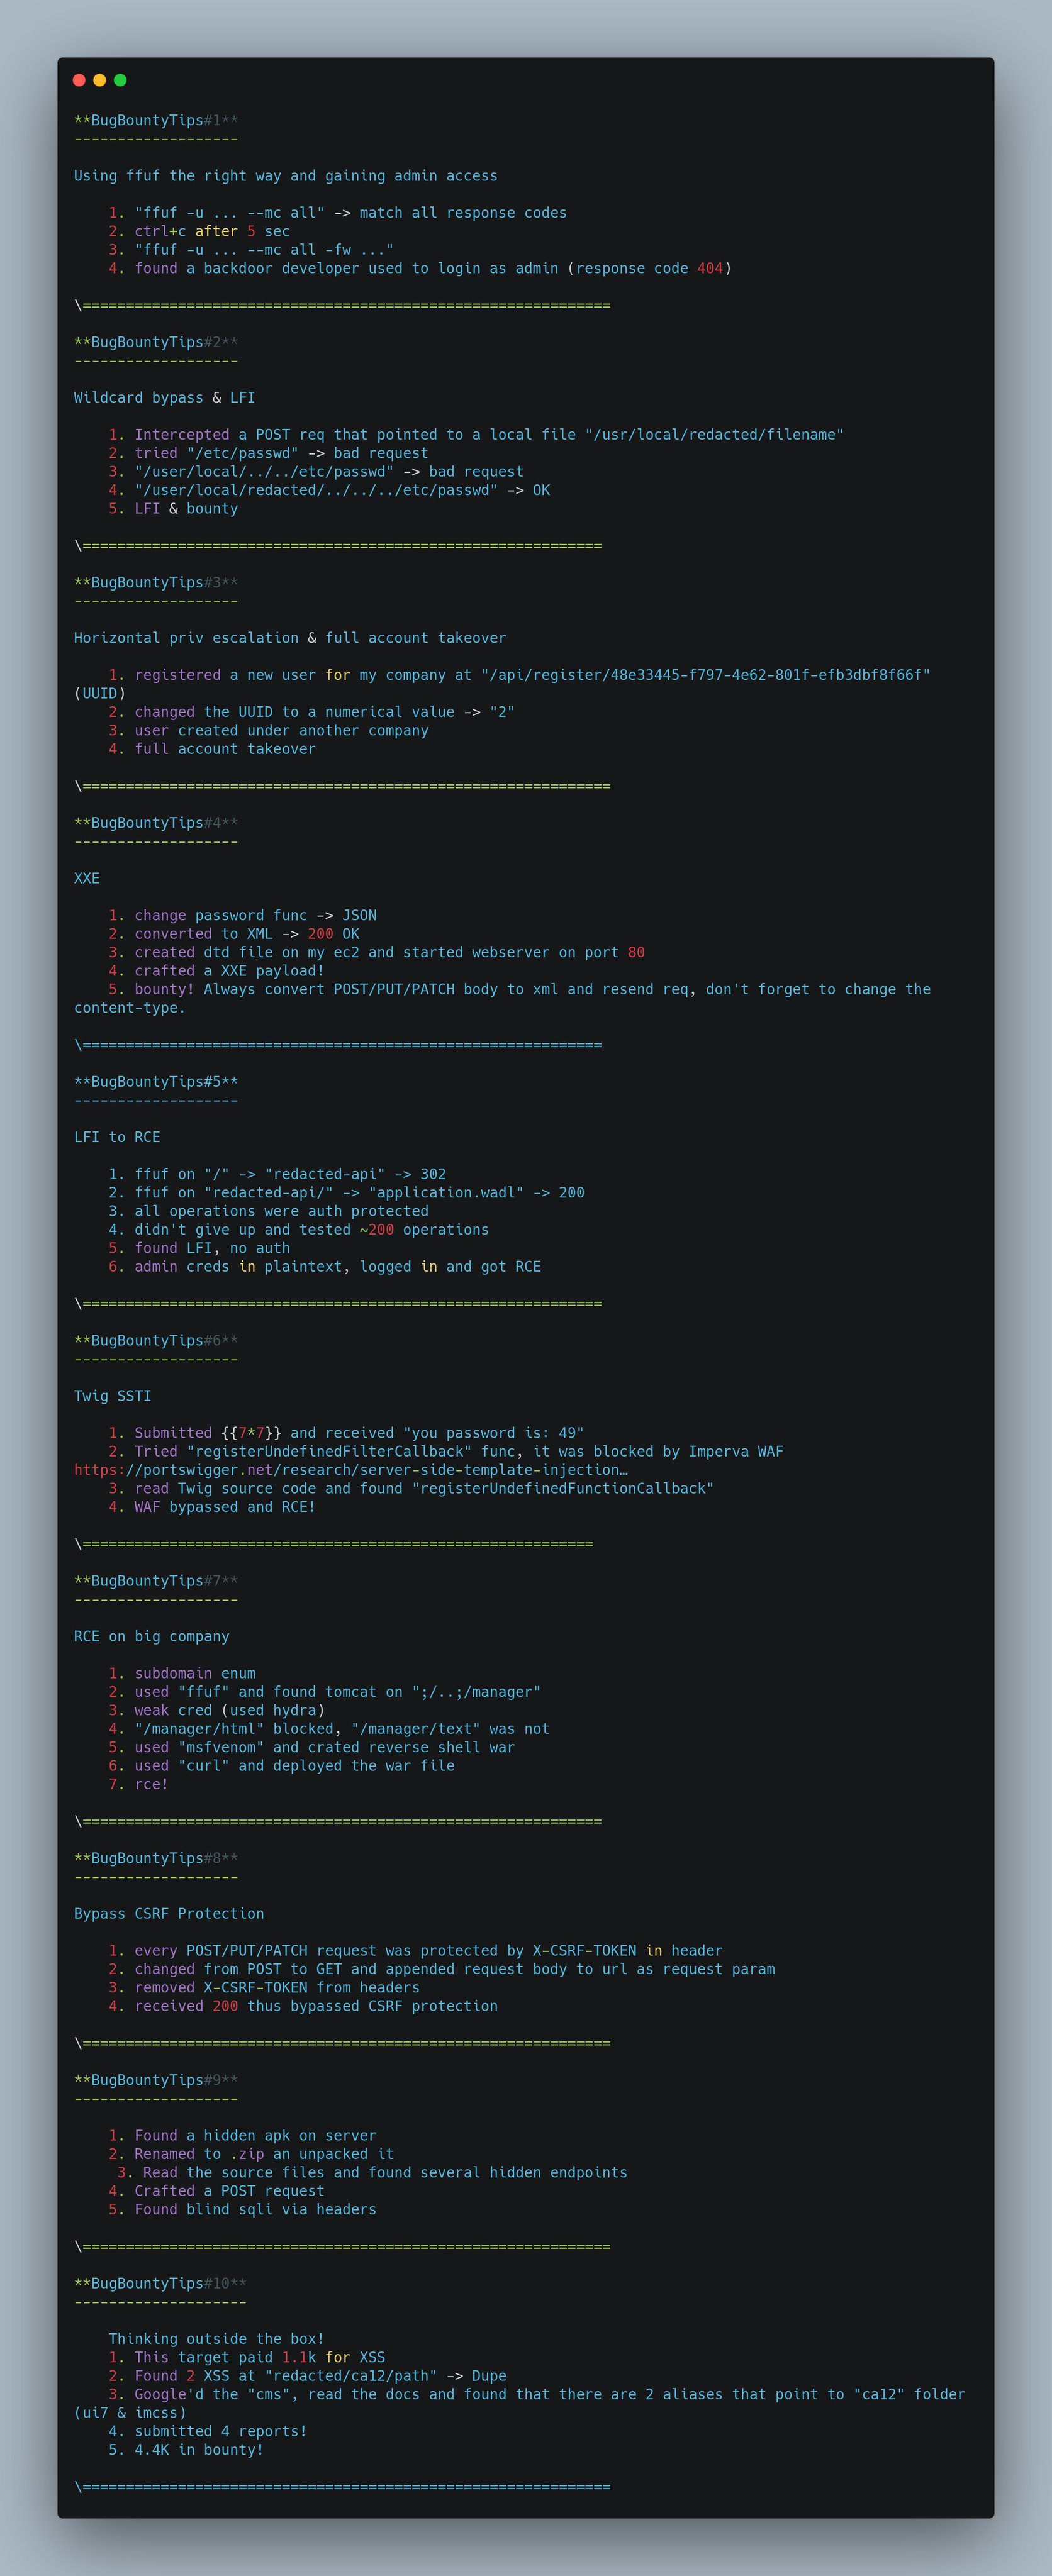 **BugBountyTips#1**
-------------------
Using ffuf the right way and gaining admin access
1. "ffuf -u ... --mc all" -> match all response codes
2. ctrl+c after 5 sec
3. "ffuf -u ... --mc all -fw ..."
4. found a backdoor developer used to login as admin (response code 404)
\=============================================================
**BugBountyTips#2**
-------------------
Wildcard bypass & LFI
1. Intercepted a POST req that pointed to a local file "/usr/local/redacted/filename"
2. tried "/etc/passwd" -> bad request
3. "/user/local/../../etc/passwd" -> bad request
4. "/user/local/redacted/../../../etc/passwd" -> OK
5. LFI & bounty
\============================================================
**BugBountyTips#3**
-------------------
Horizontal priv escalation & full account takeover
1. registered a new user for my company at "/api/register/48e33445-f797-4e62-801f-efb3dbf8f66f"
(UUID)
2. changed the UUID to a numerical value -> "2"
3. user created under another company
4. full account takeover
\=============================================================
**BugBountyTips#4**
-------------------
XXE
1. change password func -> JSON
2. converted to XML -> 200 OK
3. created dtd file on my ec2 and started webserver on port 80
4. crafted a XXE payload!
5. bounty! Always convert POST/PUT/PATCH body to xml and resend req, don't forget to change the
content-type.
\============================================================
**BugBountyTips#5**
-------------------
LFI to RCE
1. ffuf on "/" -> "redacted-api" -> 302
2. ffuf on "redacted-api/" -> "application.wadl" -> 200
3. all operations were auth protected
4. didn't give up and tested ~200 operations
5. found LFI, no auth
6. admin creds in plaintext, logged in and got RCE
\============================================================
**BugBountyTips#6**
-------------------
Twig SSTI
1. Submitted {{7*7}} and received "you password is: 49"
2. Tried "registerUndefinedFilterCallback" func, it was blocked by Imperva WAF
https://portswigger.net/research/server-side-template-injection…
3. read Twig source code and found "registerUndefinedFunctionCallback"
4. WAF bypassed and RCE!
\===========================================================
**BugBountyTips#7**
-------------------
RCE on big company
1. subdomain enum
2. used "ffuf" and found tomcat on ";/..;/manager"
3. weak cred (used hydra)
4. "/manager/html" blocked, "/manager/text" was not
5. used "msfvenom" and crated reverse shell war
6. used "curl" and deployed the war file
7. rce!
\============================================================
**BugBountyTips#8**
-------------------
Bypass CSRF Protection
1. every POST/PUT/PATCH request was protected by X-CSRF-TOKEN in header
2. changed from POST to GET and appended request body to url as request param
3. removed X-CSRF-TOKEN from headers
4. received 200 thus bypassed CSRF protection
\=============================================================
**BugBountyTips#9**
-------------------
1. Found a hidden apk on server
2. Renamed to .zip an unpacked it
3. Read the source files and found several hidden endpoints
4. Crafted a POST request
5. Found blind sqli via headers
\=============================================================
**BugBountyTips#10**
--------------------
Thinking outside the box!
1. This target paid 1.1k for XSS
2. Found 2 XSS at "redacted/ca12/path" -> Dupe
3. Google'd the "cms", read the docs and found that there are 2 aliases that point to "ca12" folder
(ui7 & imcss)
4. submitted 4 reports!
5. 4.4K in bounty!
\=============================================================